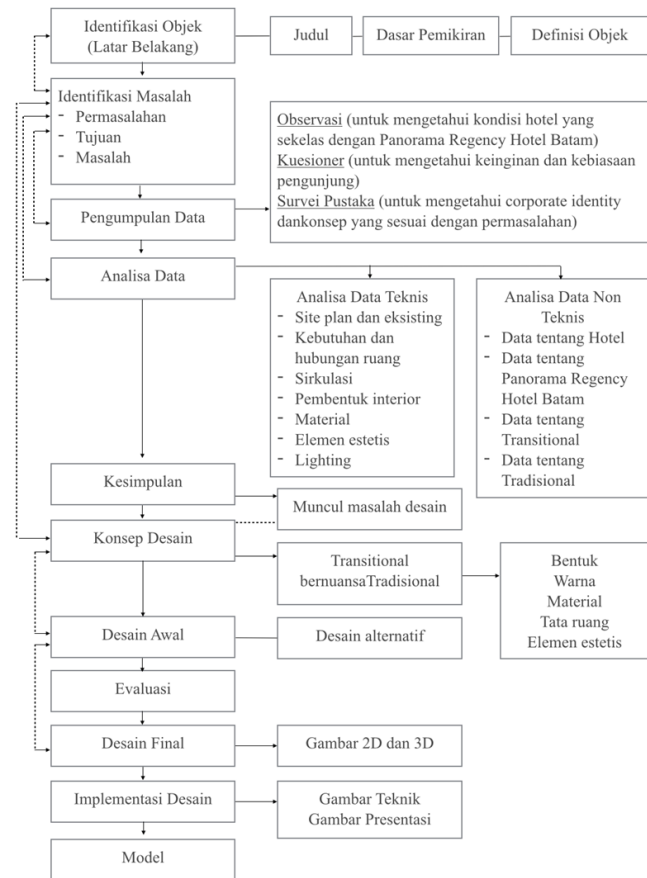 Identifikasi Objek
(Latar Belakang)
Judul
Dasar Pemikiran
Definisi Objek
Identifikasi Masalah
- Permasalahan
- Tujuan
- Masalah
Observasi (untuk mengetahui kondisi hotel yang
sekelas dengan Panorama Regency Hotel Batam)
Kuesioner (untuk mengetahui keinginan dan kebiasaan
pengunjung)
Survei Pustaka (untuk mengetahui corporate identity
dankonsep yang sesuai dengan permasalahan)
Pengumpulan Data
Analisa Data
Analisa Data Teknis
- Site plan dan eksisting
- Kebutuhan dan
hubungan ruang
- Sirkulasi
- Pembentuk interior
- Material
- Elemen estetis
- Lighting
Analisa Data Non
Teknis
- Data tentang Hotel
- Data tentang
Panorama Regency
Hotel Batam
- Data tentang
Transitional
- Data tentang
Tradisional
Kesimpulan
Muncul masalah desain
Konsep Desain
Transitional
bernuansaTradisional
Bentuk
Warna
Material
Tata ruang
Elemen estetis
Desain Awal
Desain alternatif
Evaluasi
Desain Final
Gambar 2D dan 3D
Implementasi Desain
Gambar Teknik
Gambar Presentasi
Model